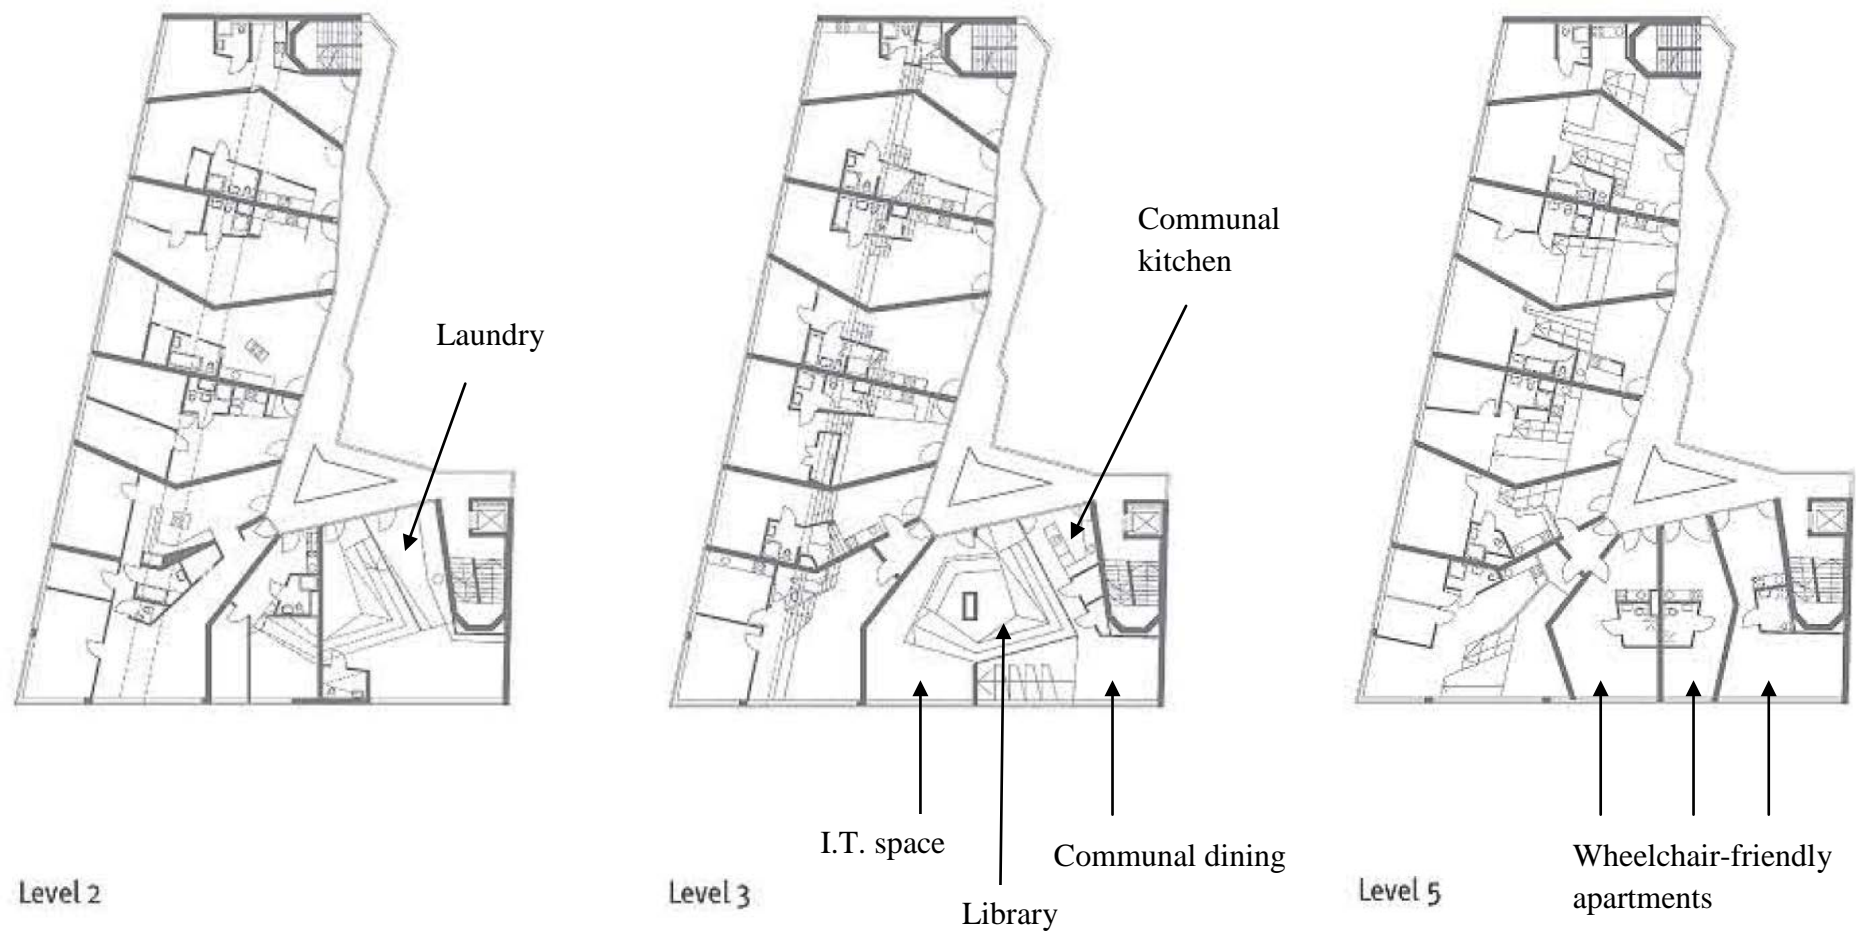 Communal
kitchen
Laundry
I.T. space
Communal dining
Library
Wheelchair-friendly
apartments
Level 2
Level 3
Level 5